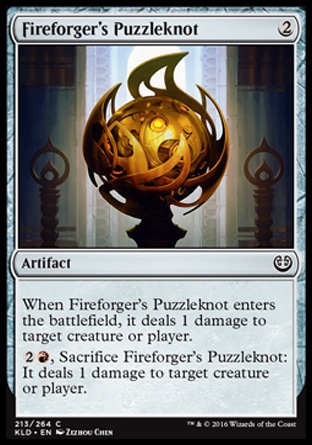 Fireforger's Puzzleknot 2
Artifact
When Fireforger's Puzzleknot enters
the battlefield, it deals 1 damage to
target creature or player.
2 , Sacrifice Fireforger's Puzzleknot:
It deals 1 damage to target creature
or player.
213/264 C
KLD • EN Zezhou Chen ™ & © 2016 Wizards of the Coast